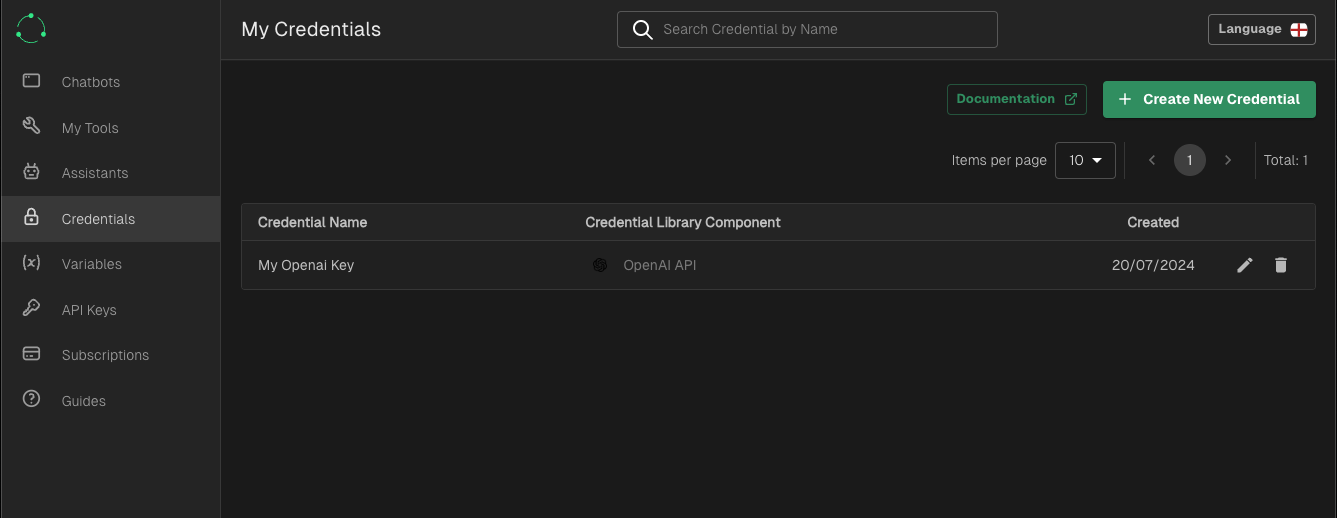 My Credentials
Search Credential by Name
Language
Chatbots
My Tools
Assistants
Credentials
Variables
API Keys
Subscriptions
Guides
Documentation
Create New Credential
Items per page 10 1 Total: 1
Credential Name Credential Library Component Created
My Openai Key OpenAI API 20/07/2024